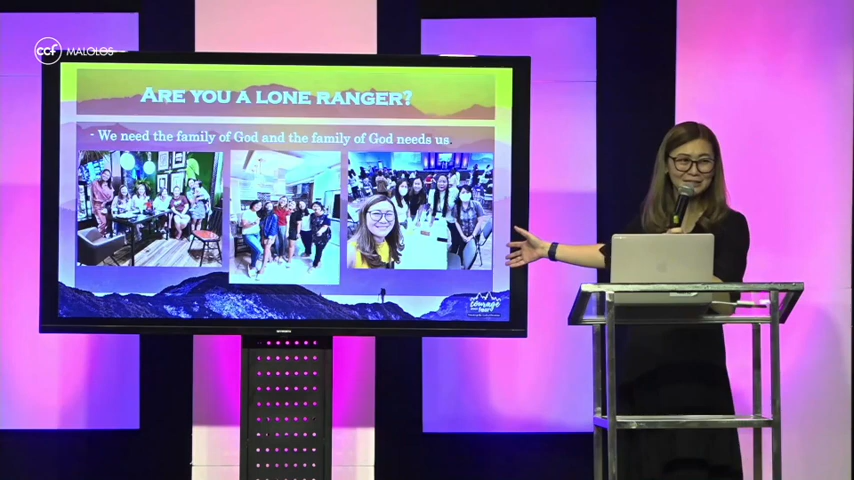 ccf MALOLOS
ARE YOU A LONE RANGER?
- We need the family of God and the family of God needs us.
courage